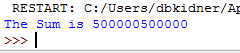 RESTART: C:/Users/dbkidner/Ap
The Sum is 500000500000
>>>